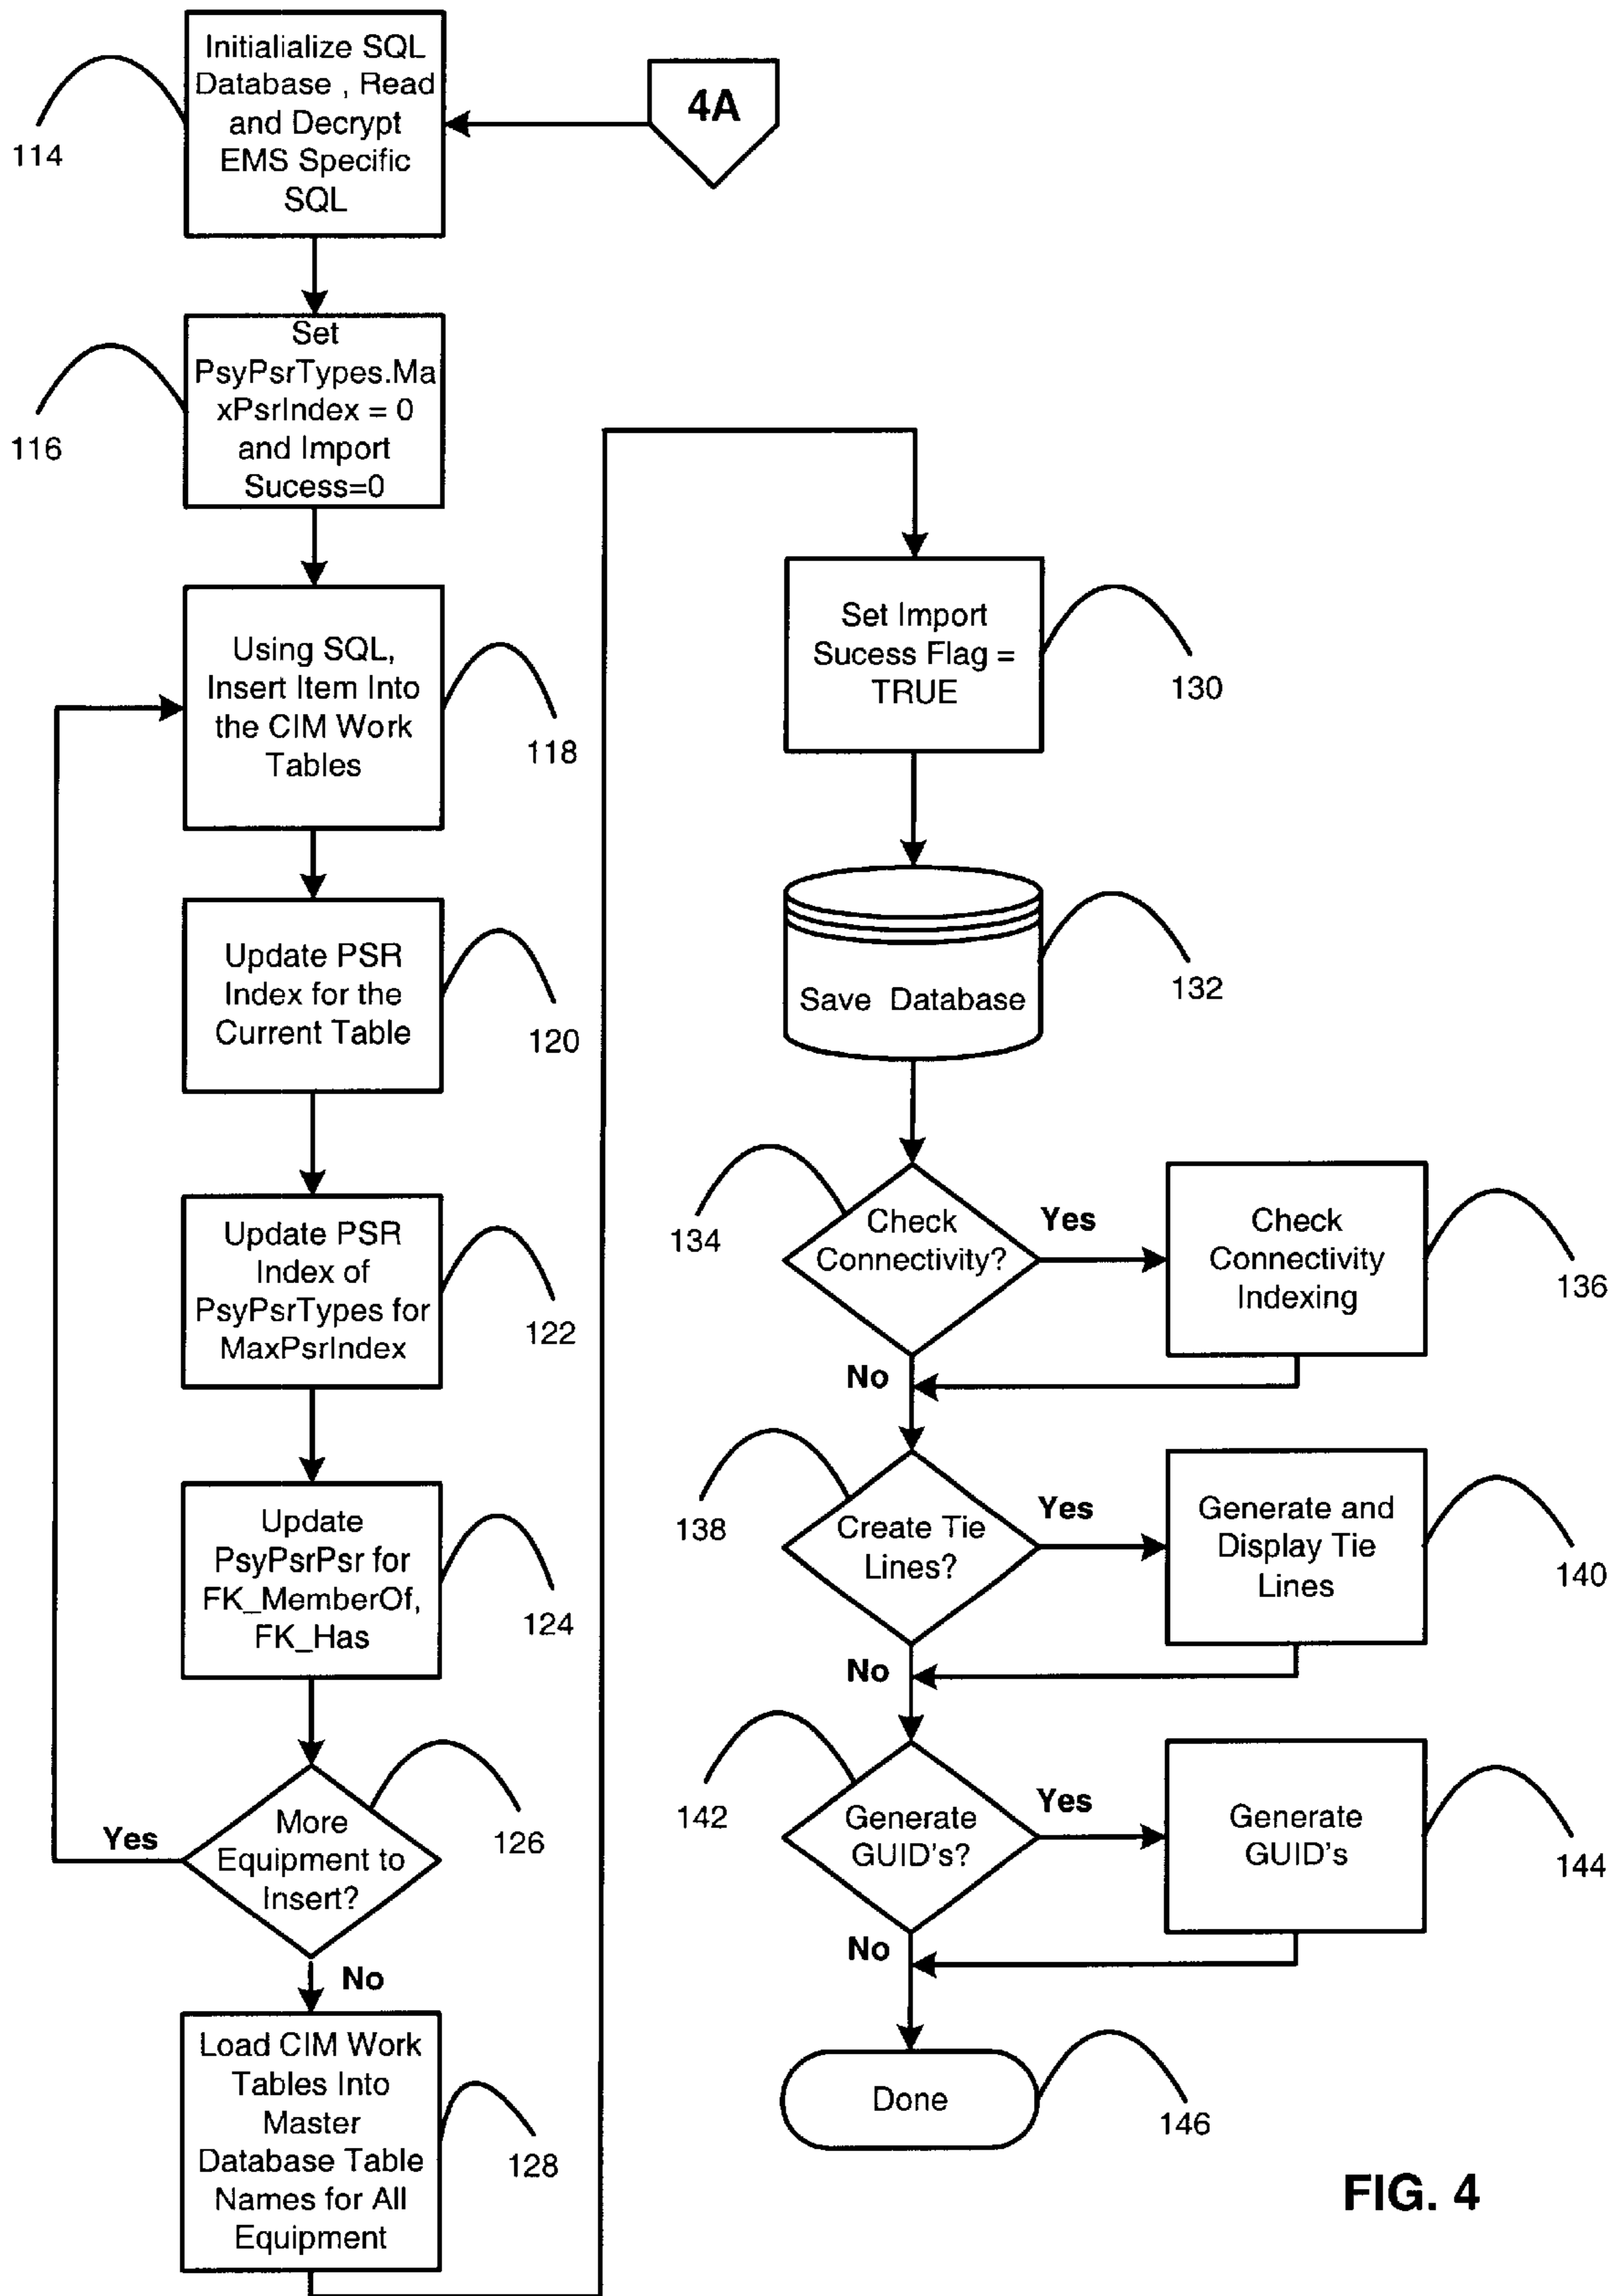 Initialialize SQL
Database , Read
and Decrypt
EMS Specific
SQL
4A
114
Set
PsyPsrTypes.Ma
xPsrIndex = 0
and Import
Sucess=0
116
Using SQL,
Insert Item Into
the CIM Work
Tables
118
Update PSR
Index for the
Current Table
120
Update PSR
Index of
PsyPsrTypes for
MaxPsrIndex
122
Update
PsyPsrPsr for
FK_MemberOf,
FK_Has
124
More
Equipment to
Insert?
126
Yes
No
Load CIM Work
Tables Into
Master
Database Table
Names for All
Equipment
128
Set Import
Sucess Flag =
TRUE
130
Save Database
132
Check
Connectivity?
134
Yes
Check
Connectivity
Indexing
136
No
Create Tie
Lines?
138
Yes
Generate and
Display Tie
Lines
140
No
Generate
GUID's?
142
Yes
Generate
GUID's
144
No
Done
146
FIG. 4